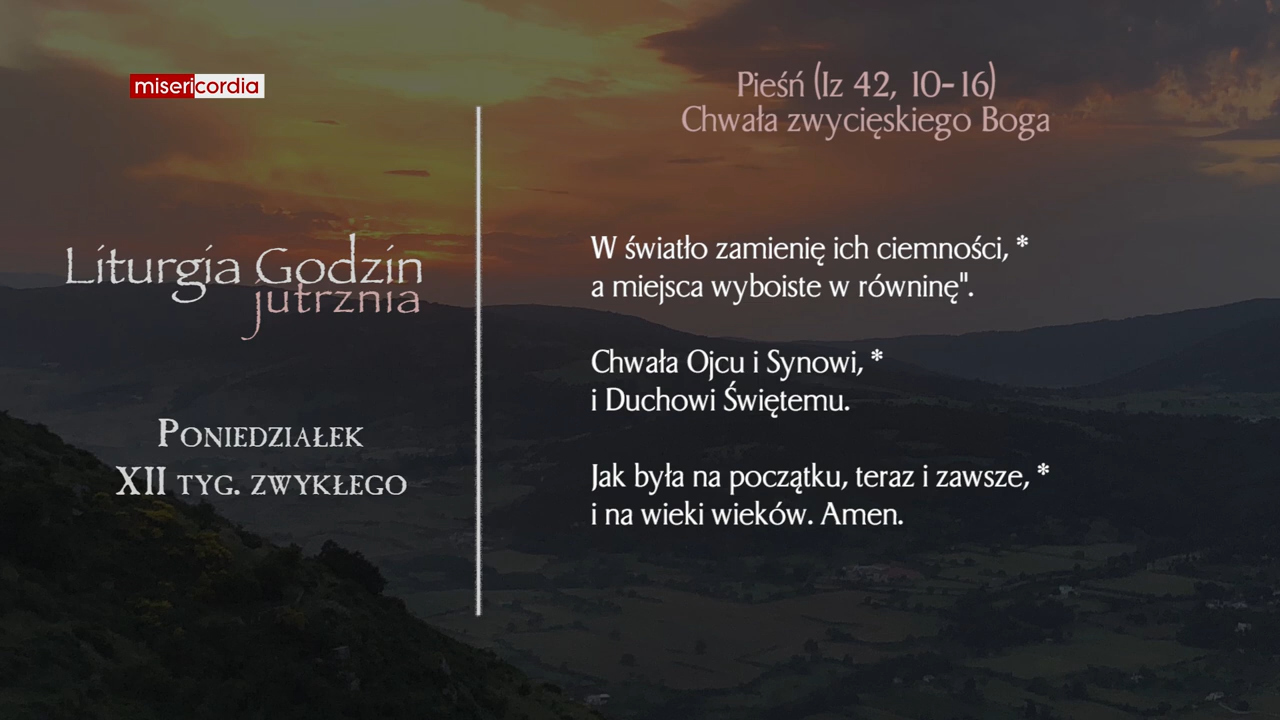 misericordia
Liturgia Godzin
jutrznia
Poniedziałek
XII tyg. zwykłego
Pieśń (Iz 42, 10-16)
Chwała zwycięskiego Boga
W światło zamienię ich ciemności, *
a miejsca wyboiste w równinę".
Chwała Ojcu i Synowi, *
i Duchowi Świętemu.
Jak była na początku, teraz i zawsze, *
i na wieki wieków. Amen.